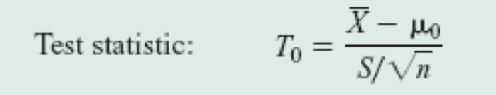 Test statistic: T₀ = (X̅ − μ₀) / (S/√n)